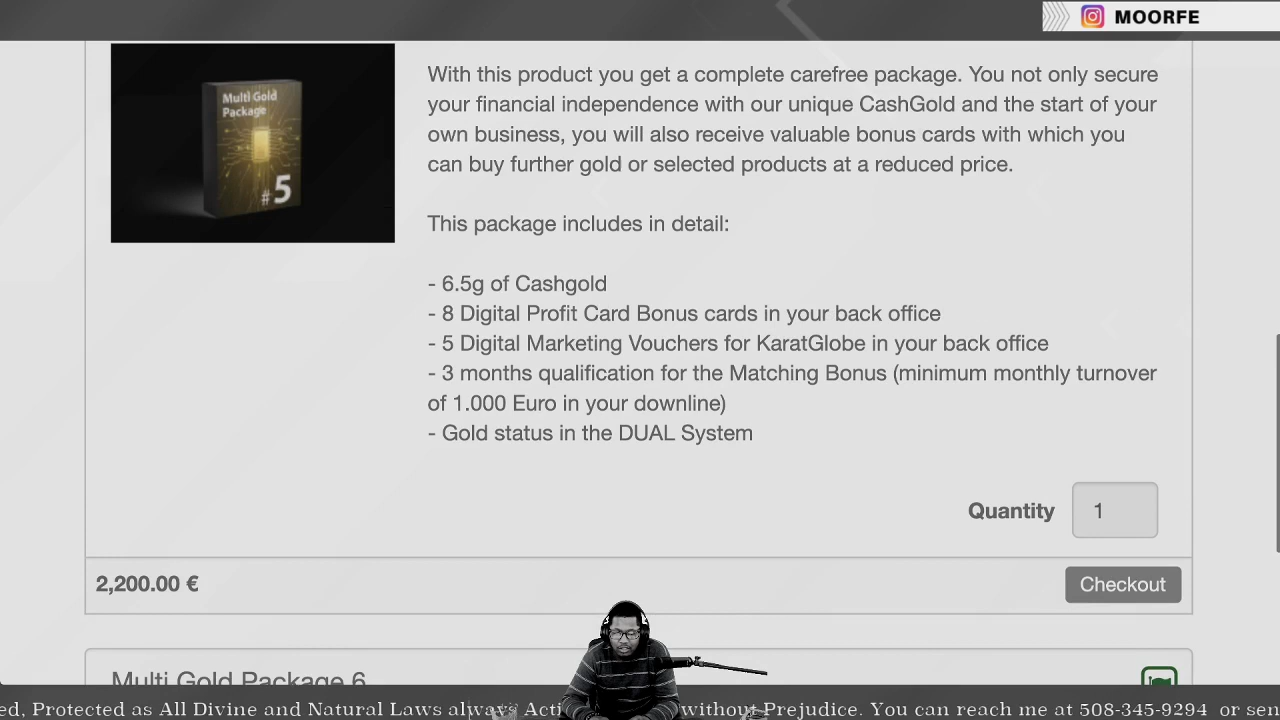 MOORFE
Multi Gold
Package
#5
With this product you get a complete carefree package. You not only secure
your financial independence with our unique CashGold and the start of your
own business, you will also receive valuable bonus cards with which you
can buy further gold or selected products at a reduced price.
This package includes in detail:
- 6.5g of Cashgold
- 8 Digital Profit Card Bonus cards in your back office
- 5 Digital Marketing Vouchers for KaratGlobe in your back office
- 3 months qualification for the Matching Bonus (minimum monthly turnover
of 1.000 Euro in your downline)
- Gold status in the DUAL System
Quantity 1
2,200.00 €
Checkout
Multi Gold Package 6
Protected as All Divine and Natural Laws always without Prejudice. You can reach me at 508-345-9294 or